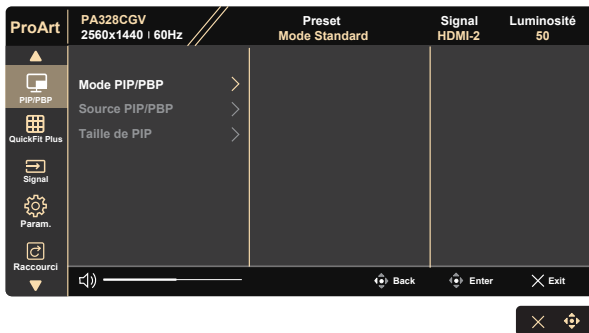 ProArt
PA328CGV
2560x1440 | 60Hz
Preset
Mode Standard
Signal
HDMI-2
Luminosité
50
PIP/PBP
QuickFit Plus
Signal
Param.
Raccourci
Mode PIP/PBP
Source PIP/PBP
Taille de PIP
Back
Enter
Exit